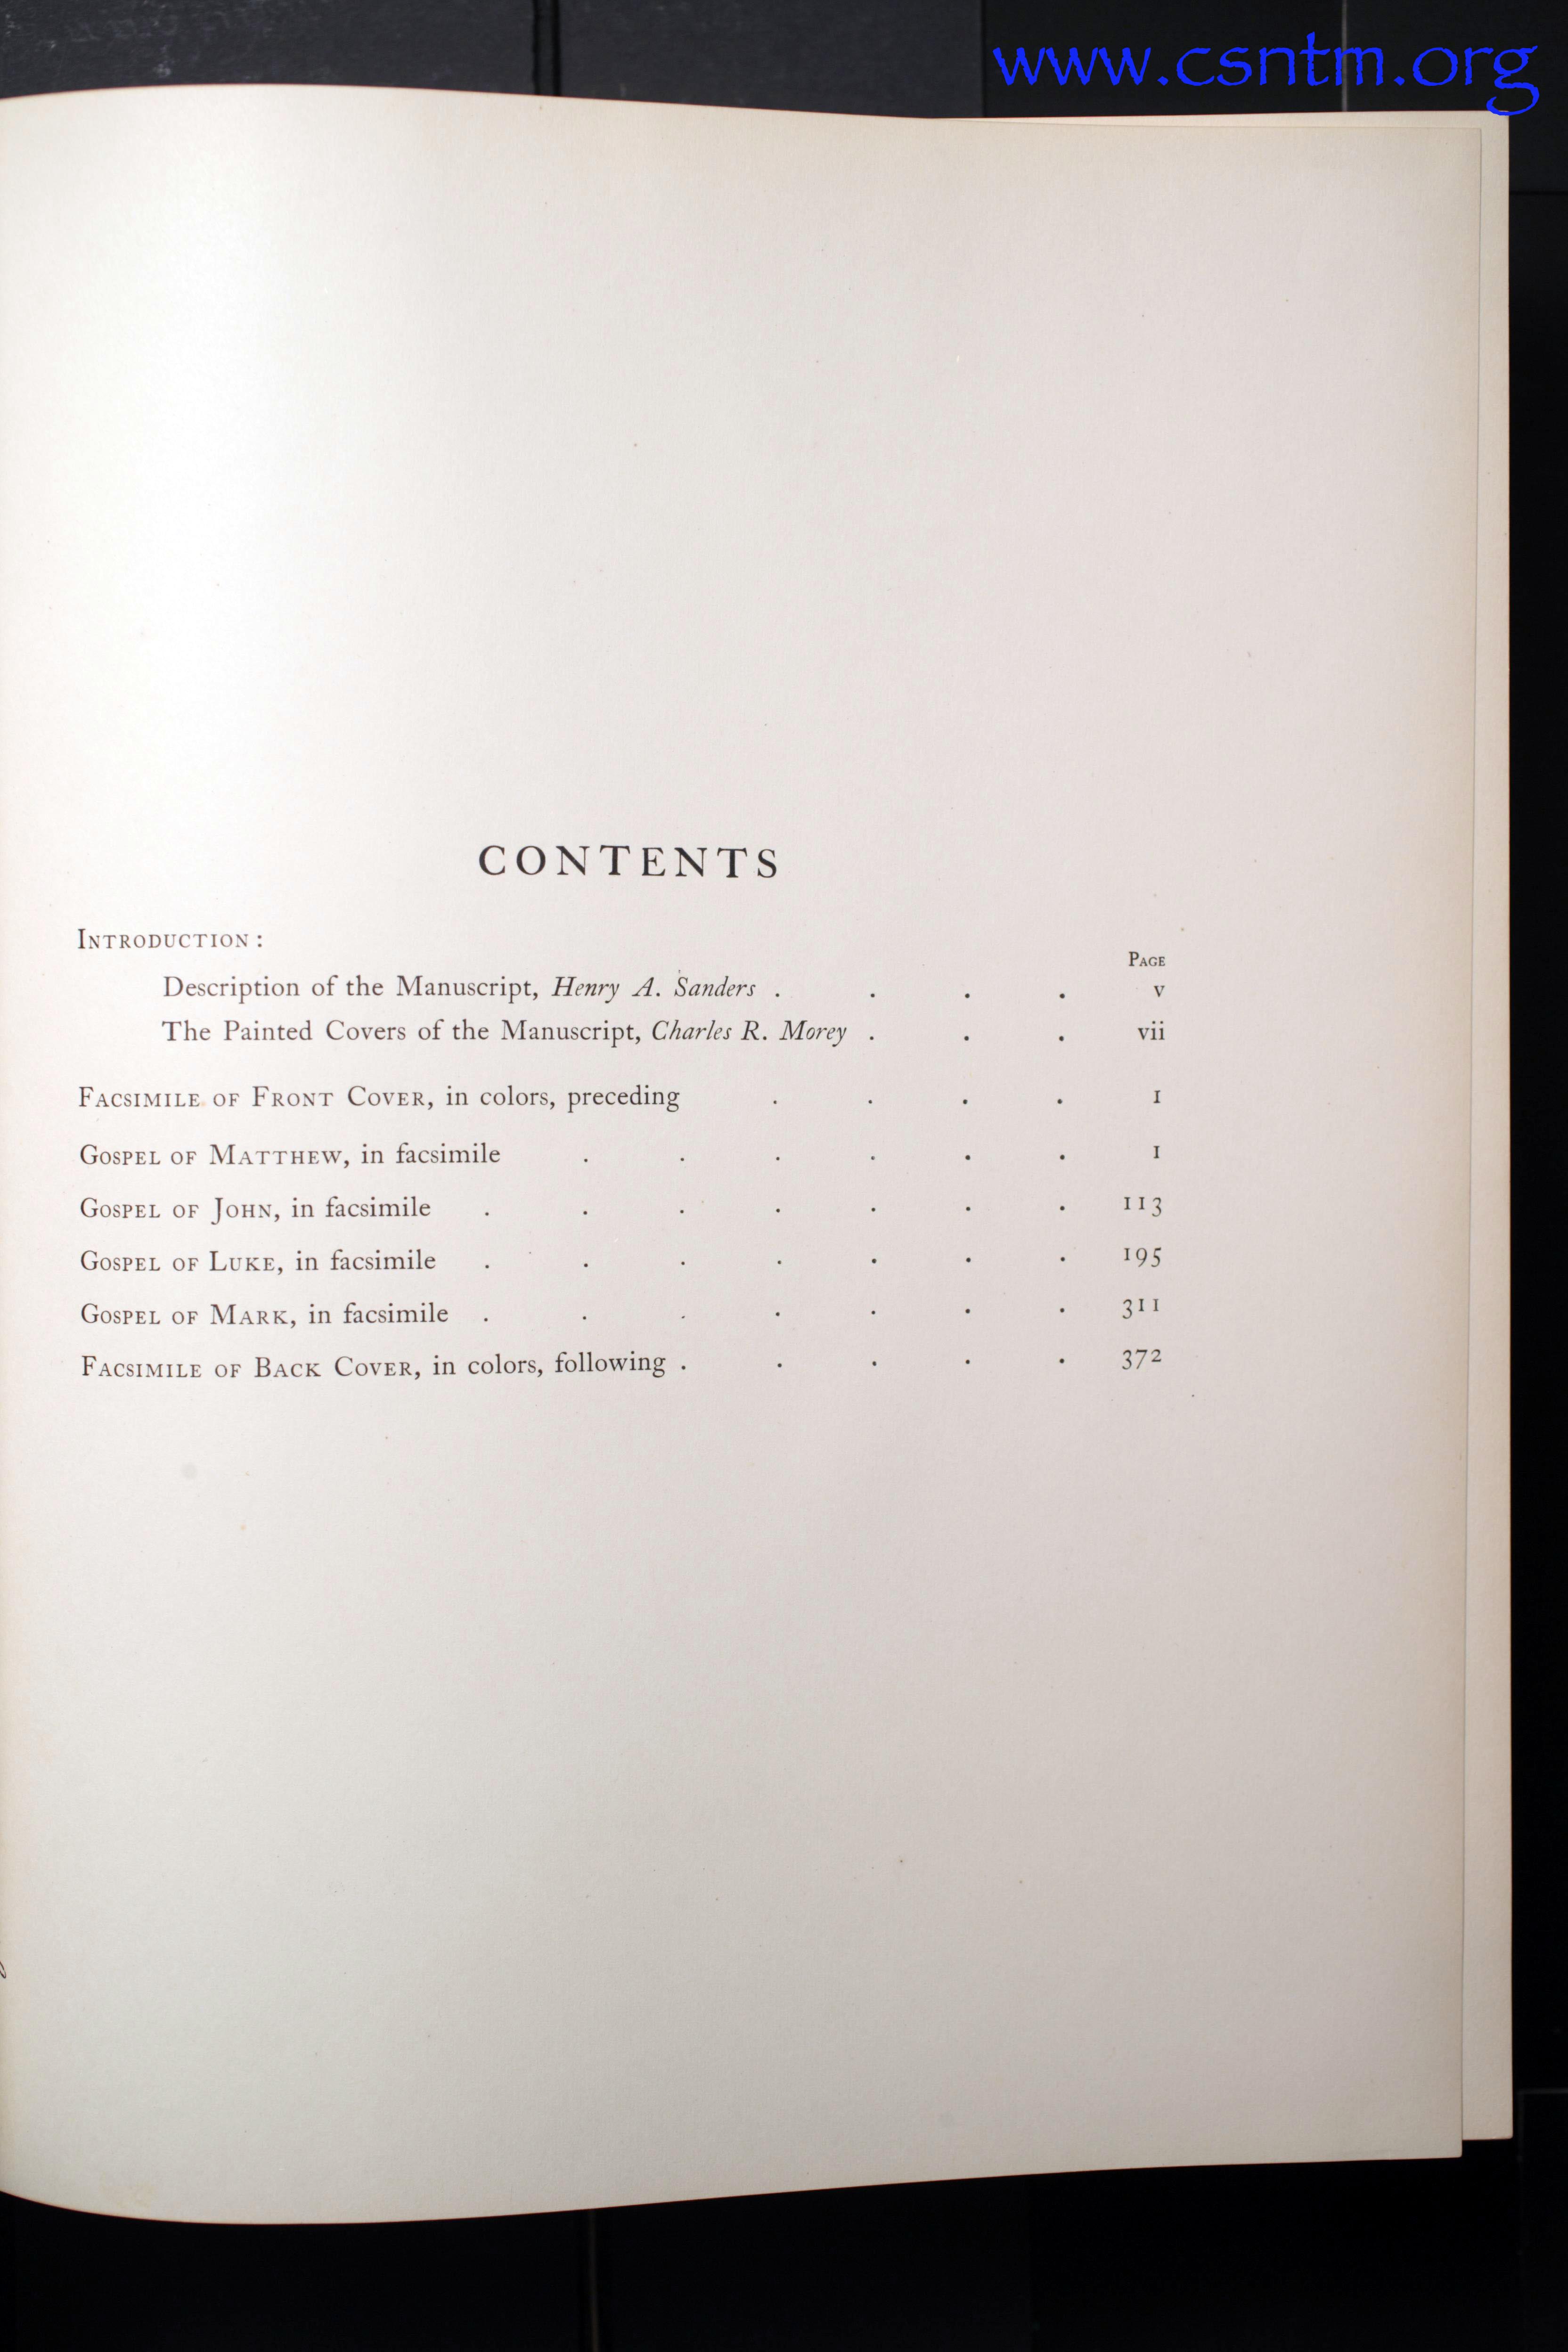 www.csntm.org
CONTENTS
INTRODUCTION:
PAGE
Description of the Manuscript, Henry A. Sanders . . . . v
The Painted Covers of the Manuscript, Charles R. Morey . . . vii
FACSIMILE OF FRONT COVER, in colors, preceding . . . . 1
GOSPEL OF MATTHEW, in facsimile . . . . . . 1
GOSPEL OF JOHN, in facsimile . . . . . . . 113
GOSPEL OF LUKE, in facsimile . . . . . . . 195
GOSPEL OF MARK, in facsimile . . . . . . . 311
FACSIMILE OF BACK COVER, in colors, following . . . . . 372